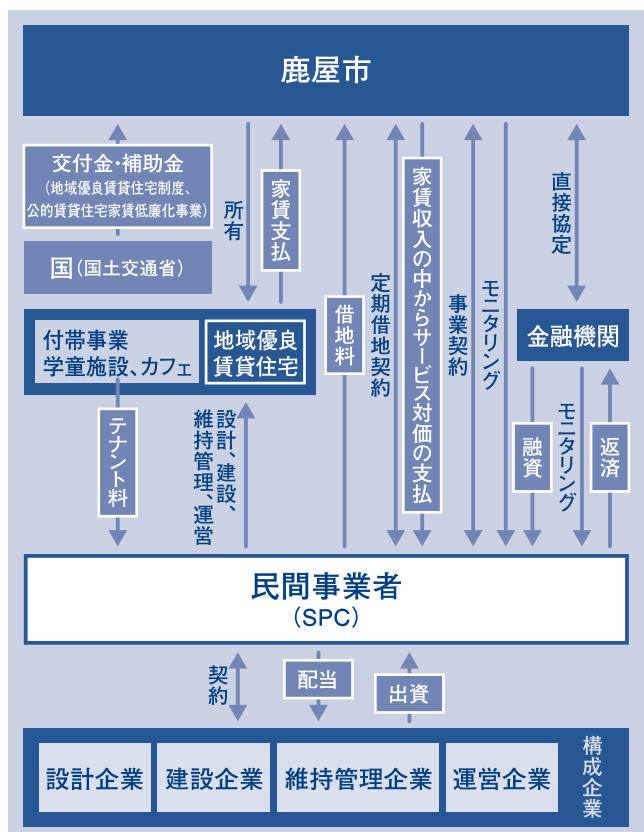 鹿屋市
交付金・補助金
（地域優良賃貸住宅制度、
公的賃貸住宅家賃低廉化事業）
国（国土交通省）
所有
家賃支払
借地料
定期借地契約
家賃収入の中からサービス対価の支払
事業契約
モニタリング
直接協定
付帯事業
学童施設、カフェ
地域優良
賃貸住宅
金融機関
テナント料
設計、建設、
維持管理、運営
融資
モニタリング
返済
民間事業者
（SPC）
契約
配当
出資
設計企業
建設企業
維持管理企業
運営企業
構成企業